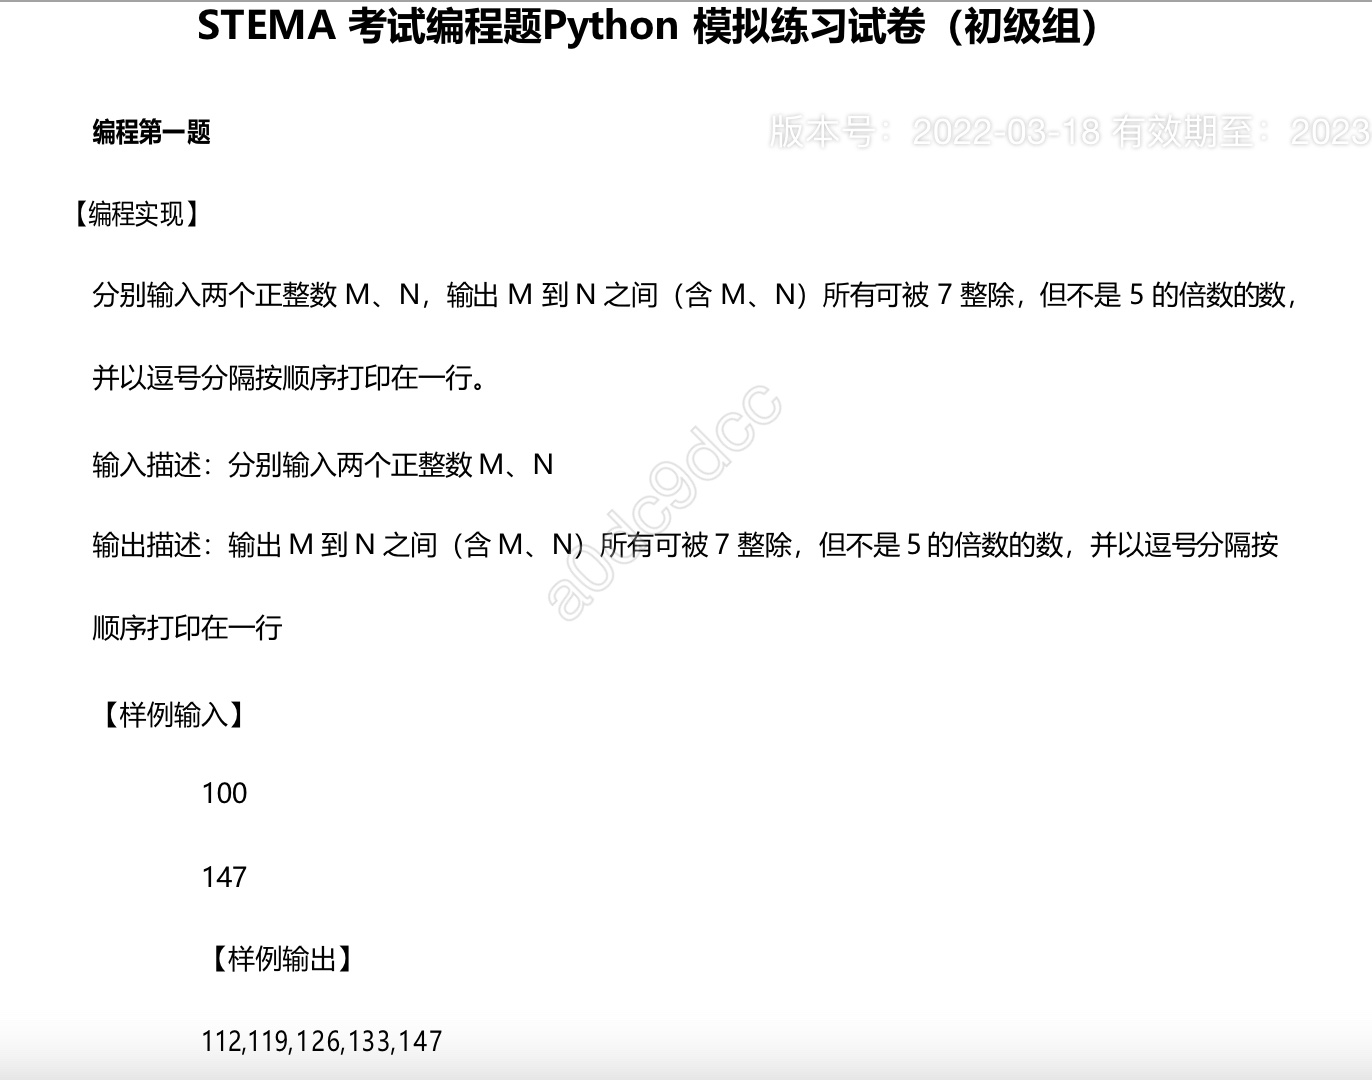 STEMA 考试编程题Python 模拟练习试卷（初级组）
编程第一题
版本号：2022-03-18 有效期至：2023
【编程实现】
分别输入两个正整数 M、N，输出 M 到 N 之间（含 M、N）所有可被 7 整除，但不是 5 的倍数的数，
并以逗号分隔按顺序打印在一行。
输入描述：分别输入两个正整数 M、N
输出描述：输出 M 到 N 之间（含 M、N）所有可被 7 整除，但不是 5 的倍数的数，并以逗号分隔按
顺序打印在一行
a0dc9dcc
【样例输入】
100
147
【样例输出】
112,119,126,133,147